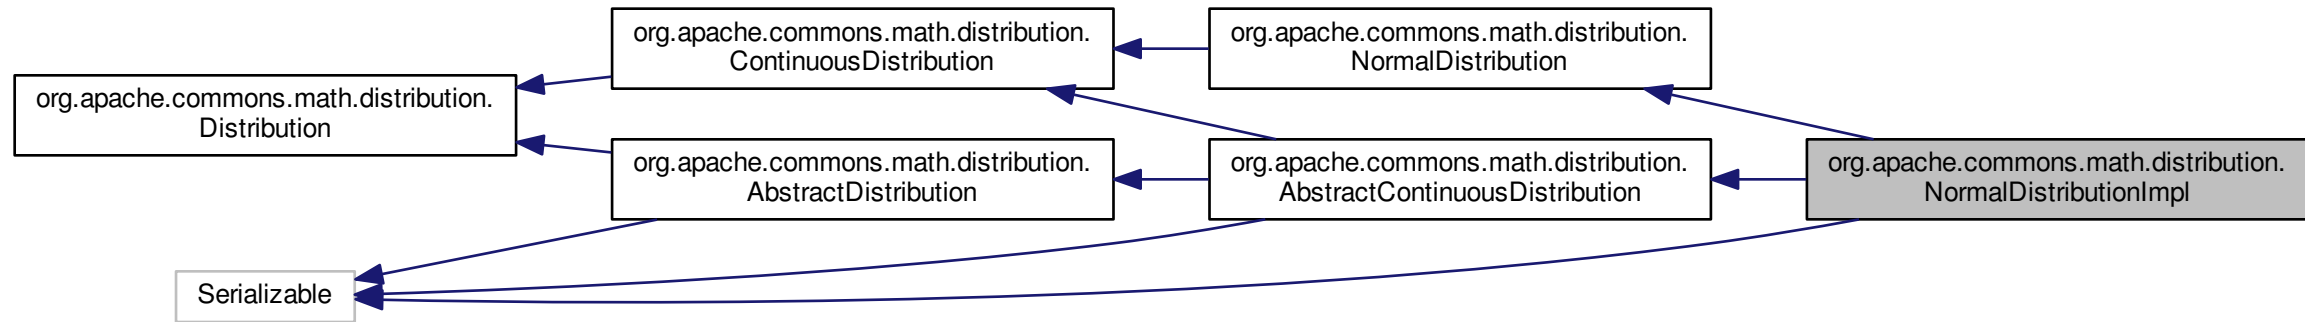 org.apache.commons.math.distribution.
ContinuousDistribution
org.apache.commons.math.distribution.
NormalDistribution
org.apache.commons.math.distribution.
Distribution
org.apache.commons.math.distribution.
AbstractDistribution
org.apache.commons.math.distribution.
AbstractContinuousDistribution
org.apache.commons.math.distribution.
NormalDistributionImpl
Serializable